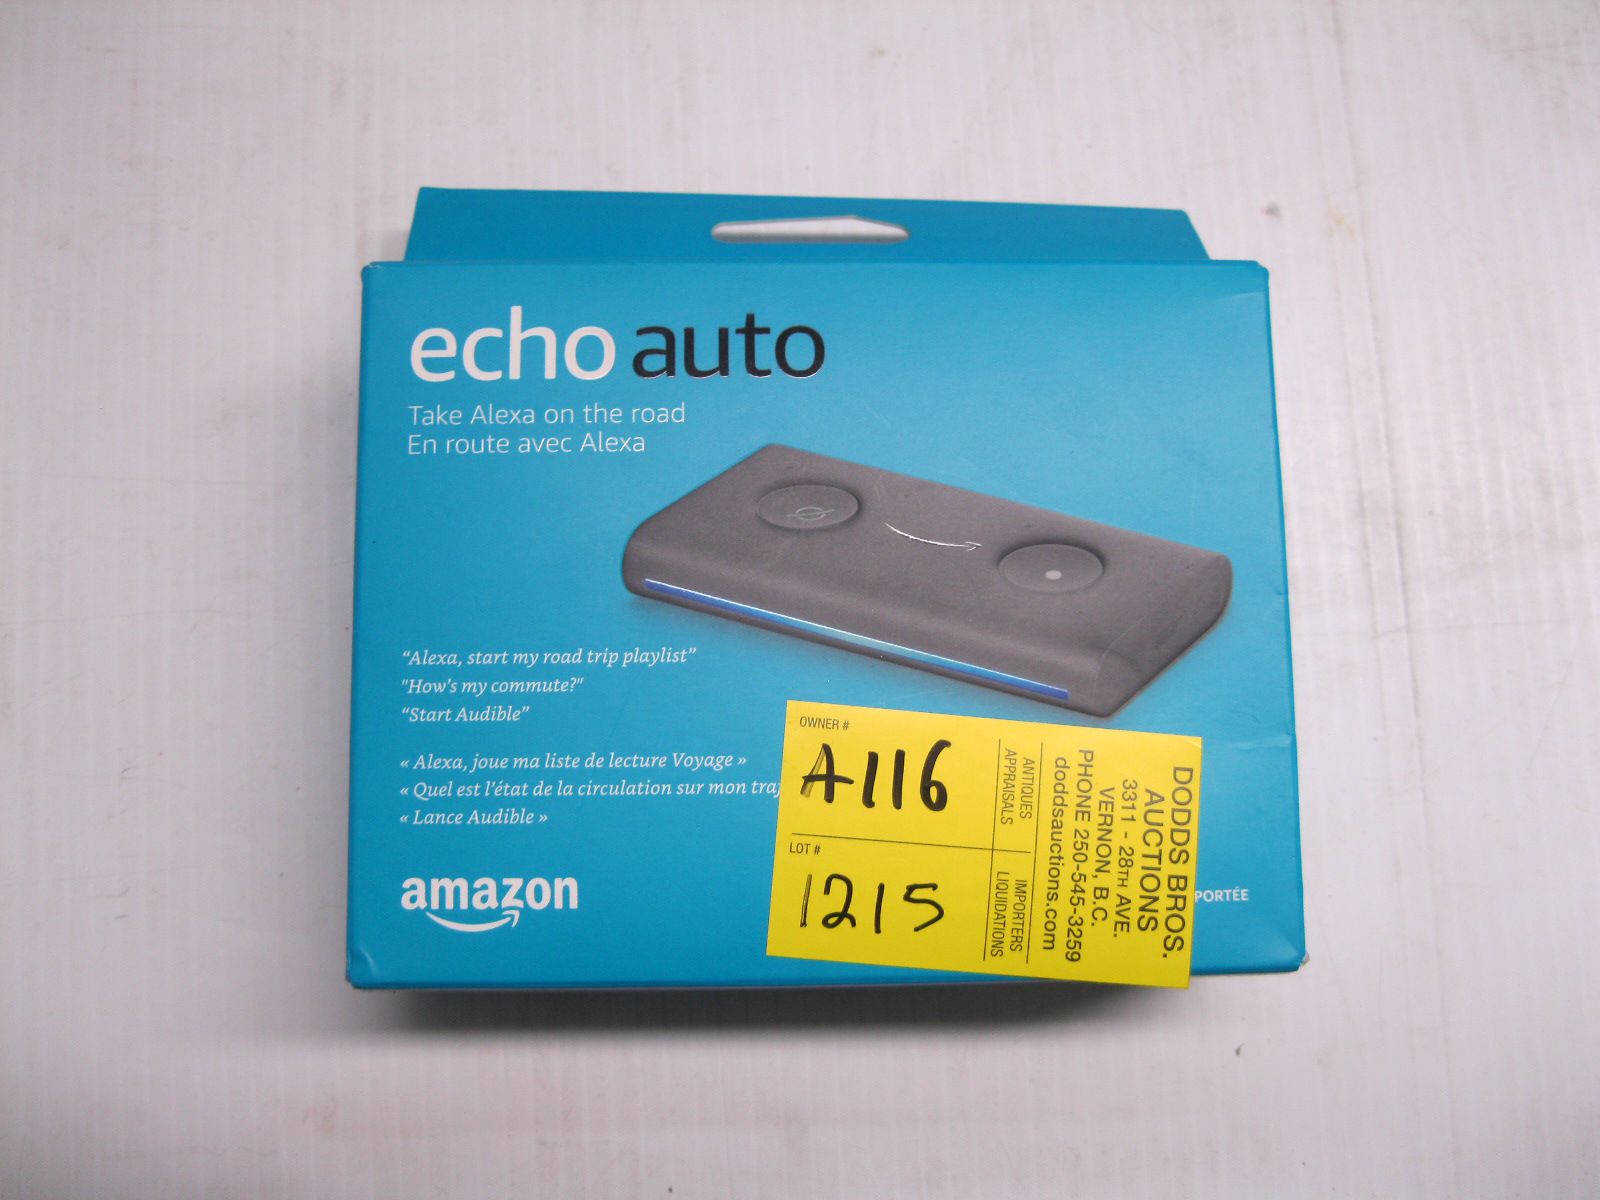 echo auto
Take Alexa on the road
En route avec Alexa
“Alexa, start my road trip playlist”
"How's my commute?"
“Start Audible”
« Alexa, joue ma liste de lecture Voyage »
« Quel est l'état de la circulation sur mon
« Lance Audible »
amazon
PORTÉE
OWNER #
A116
LOT #
1215
ANTIQUES
APPRAISALS
IMPORTERS
LIQUIDATIONS
DODDS BROS.
AUCTIONS
3311 - 28TH AVE.
VERNON, B.C.
PHONE 250-545-3259
doddsauctions.com